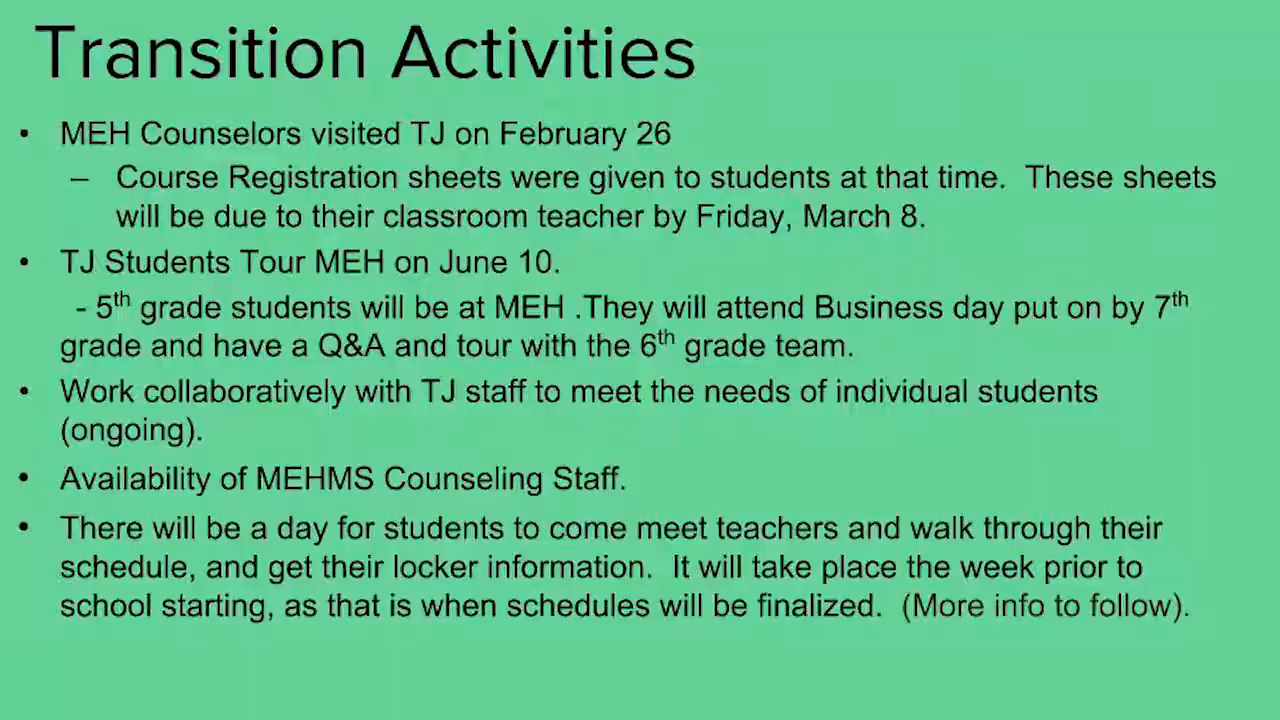 Transition Activities
• MEH Counselors visited TJ on February 26
– Course Registration sheets were given to students at that time. These sheets
will be due to their classroom teacher by Friday, March 8.
• TJ Students Tour MEH on June 10.
- 5th grade students will be at MEH .They will attend Business day put on by 7th
grade and have a Q&A and tour with the 6th grade team.
• Work collaboratively with TJ staff to meet the needs of individual students
(ongoing).
• Availability of MEHMS Counseling Staff.
• There will be a day for students to come meet teachers and walk through their
schedule, and get their locker information. It will take place the week prior to
school starting, as that is when schedules will be finalized. (More info to follow).